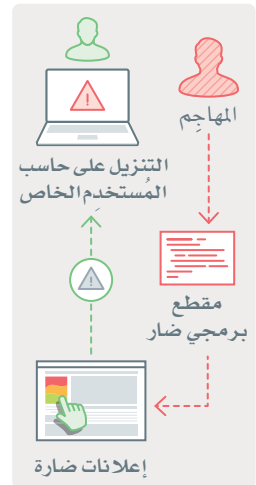 المهاجِم
التنزيل على حاسب
المُستخدِم الخاص
مقطع
برمجي ضار
إعلانات ضارة